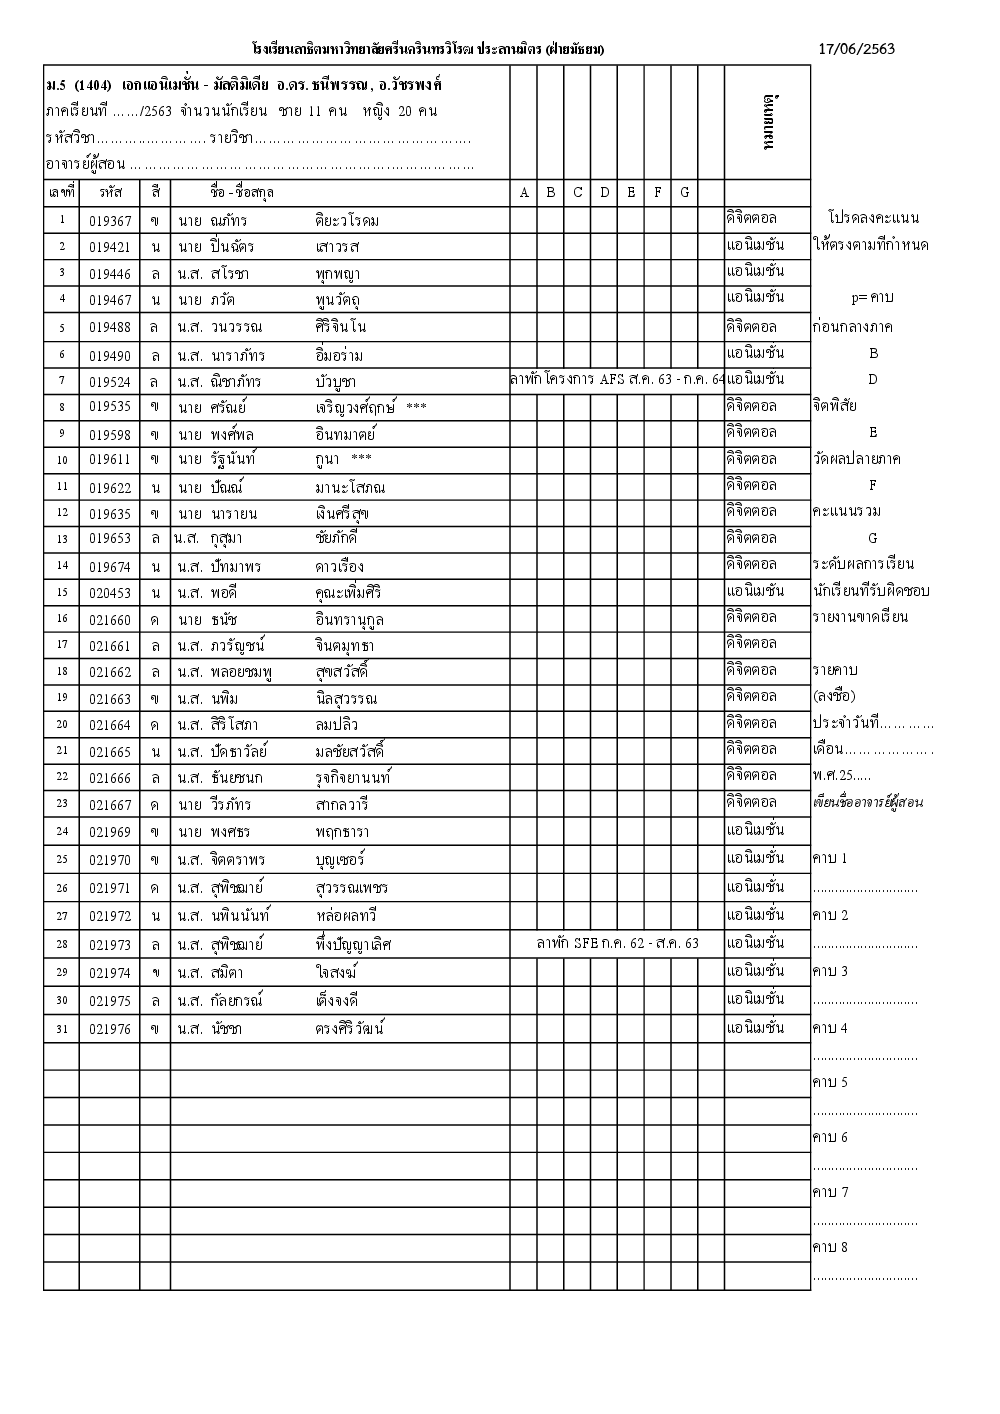 โรงเรียนสาธิตมหาวิทยาลัยศรีนครินทรวิโรฒ ประสานมิตร (ฝ่ายมัธยม) 17/06/2563
ม.5 (1404) เอกแอนิเมชั่น - มัลติมิเดีย อ.ดร. ธนีพรรณ, อ.วัชรพงศ์
ภาคเรียนที่ ....../2563 จำนวนนักเรียน ชาย 11 คน หญิง 20 คน
รหัสวิชา........................ รายวิชา................................................
อาจารย์ผู้สอน ............................................................................
หมายเหตุ
เลขที่ รหัส สี ชื่อ - ชื่อสกุล A B C D E F G
1 019367 ข นาย ณภัทร ติยะวโรดม ดิจิตตอล โปรดลงคะแนน
2 019421 น นาย ปิ่นฉัตร เสาวรส แอนิเมชัน ให้ตรงตามที่กำหนด
3 019446 ล น.ส. สโรชา พุกพญา แอนิเมชัน
4 019467 น นาย ภวัต พูนวัตถุ แอนิเมชัน p= คาบ
5 019488 ล น.ส. วนวรรณ ศิริจินโน ดิจิตตอล ก่อนกลางภาค
6 019490 ล น.ส. นาราภัทร อิ่มอร่าม แอนิเมชัน B
7 019524 ล น.ส. ณิชาภัทร บัวบูชา ลาพักโครงการ AFS ส.ค. 63 - ก.ค. 64 แอนิเมชัน D
8 019535 ข นาย ศรัณย์ เจริญวงศ์ฤกษ์ *** ดิจิตตอล จิตพิสัย
9 019598 ข นาย พงศ์พล อินทมาตย์ ดิจิตตอล E
10 019611 ข นาย รัฐนันท์ กูนา *** ดิจิตตอล วัดผลปลายภาค
11 019622 น นาย ปัณณ์ มานะโสภณ ดิจิตตอล F
12 019635 ข นาย นารายน เงินศรีสุข ดิจิตตอล คะแนนรวม
13 019653 ล น.ส. กุสุมา ชัยภักดี ดิจิตตอล G
14 019674 น น.ส. ปัทมาพร ดาวเรือง ดิจิตตอล ระดับผลการเรียน
15 020453 น น.ส. พอดี คุณะเพิ่มศิริ แอนิเมชัน นักเรียนที่รับผิดชอบ
16 021660 ด นาย ธนัช อินทรานุกูล ดิจิตตอล รายงานขาดเรียน
17 021661 ล น.ส. ภวรัญชน์ จินตมุทธา ดิจิตตอล
18 021662 ล น.ส. พลอยชมพู สุขสวัสดิ์ ดิจิตตอล รายคาบ
19 021663 ข น.ส. นพิม นิลสุวรรณ ดิจิตตอล (ลงชื่อ)
20 021664 ด น.ส. สิริโสภา ลมปลิว ดิจิตตอล ประจำวันที่............
21 021665 น น.ส. ปัดธาวัลย์ มลชัยสวัสดิ์ ดิจิตตอล เดือน...................
22 021666 ล น.ส. ธันยชนก รุจกิจยานนท์ ดิจิตตอล พ.ศ.25.....
23 021667 ด นาย วีรภัทร สากลวารี ดิจิตตอล เขียนชื่ออาจารย์ผู้สอน
24 021969 ข นาย พงศธร พฤกธารา แอนิเมชั่น
25 021970 ข น.ส. จิตตราพร บุญเซอร์ แอนิเมชั่น คาบ 1
26 021971 ด น.ส. สุพิชฌาย์ สุวรรณเพชร แอนิเมชั่น .............................
27 021972 น น.ส. นพินนันท์ หล่อผลทวี แอนิเมชั่น คาบ 2
28 021973 ล น.ส. สุพิชฌาย์ พึ่งปัญญาเลิศ ลาพัก SFE ก.ค. 62 - ส.ค. 63 แอนิเมชั่น .............................
29 021974 ข น.ส. สมิตา ใจสงฆ์ แอนิเมชั่น คาบ 3
30 021975 ล น.ส. กัลยกรณ์ เต็งจงดี แอนิเมชั่น .............................
31 021976 ข น.ส. นัชชา ตรงศิริวัฒน์ แอนิเมชั่น คาบ 4
.............................
คาบ 5
.............................
คาบ 6
.............................
คาบ 7
.............................
คาบ 8
.............................